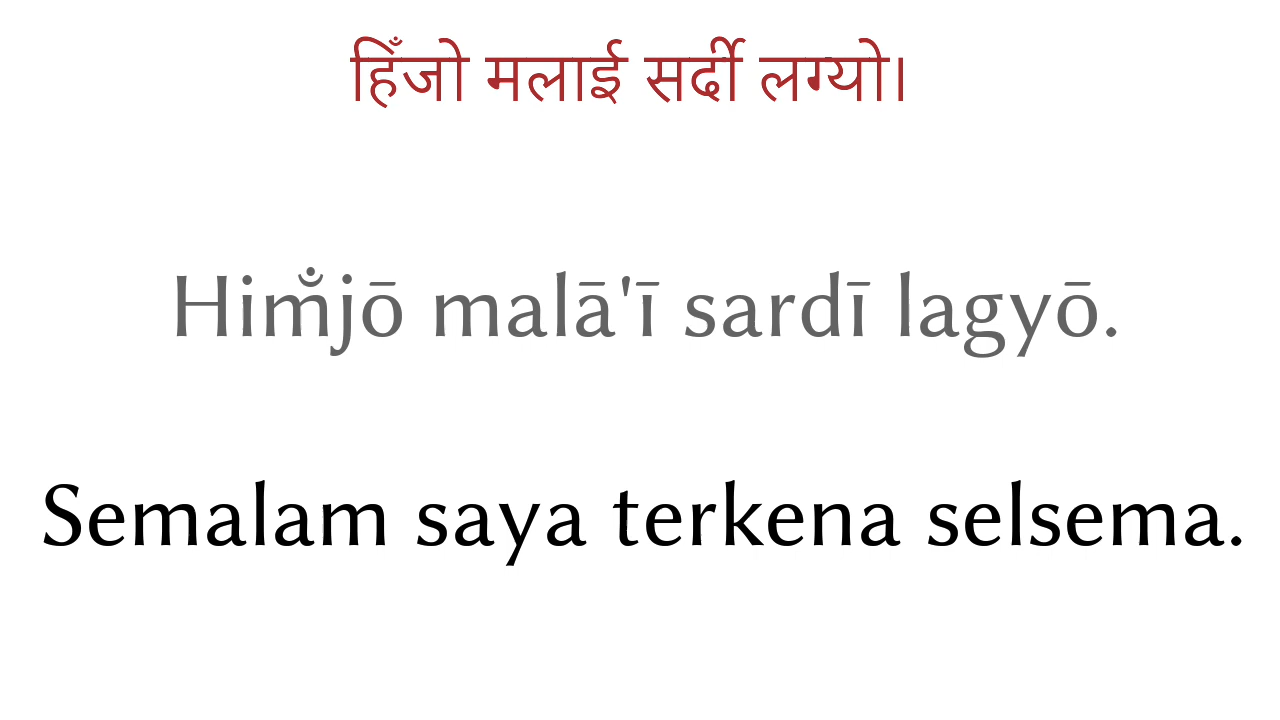 हिँजो मलाई सर्दी लग्यो।
Him̐jō malā'ī sardī lagyō.
Semalam saya terkena selsema.